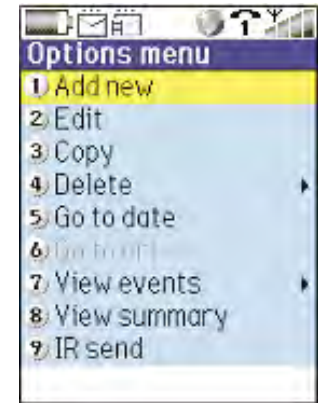 Options menu
1 Add new
2 Edit
3 Copy
4 Delete
5 Go to date
6
7 View events
8 View summary
9 IR send